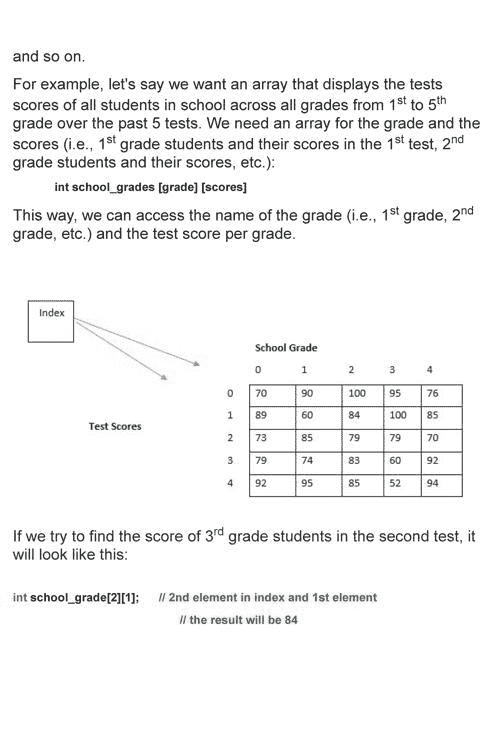 and so on.
For example, let's say we want an array that displays the tests
scores of all students in school across all grades from 1st to 5th
grade over the past 5 tests. We need an array for the grade and the
scores (i.e., 1st grade students and their scores in the 1st test, 2nd
grade students and their scores, etc.):
int school_grades [grade] [scores]
This way, we can access the name of the grade (i.e., 1st grade, 2nd
grade, etc.) and the test score per grade.
Index
School Grade
0 1 2 3 4
0 70 90 100 95 76
1 89 60 84 100 85
Test Scores
2 73 85 79 79 70
3 79 74 83 60 92
4 92 95 85 52 94
If we try to find the score of 3rd grade students in the second test, it
will look like this:
int school_grade[2][1]; // 2nd element in index and 1st element
// the result will be 84